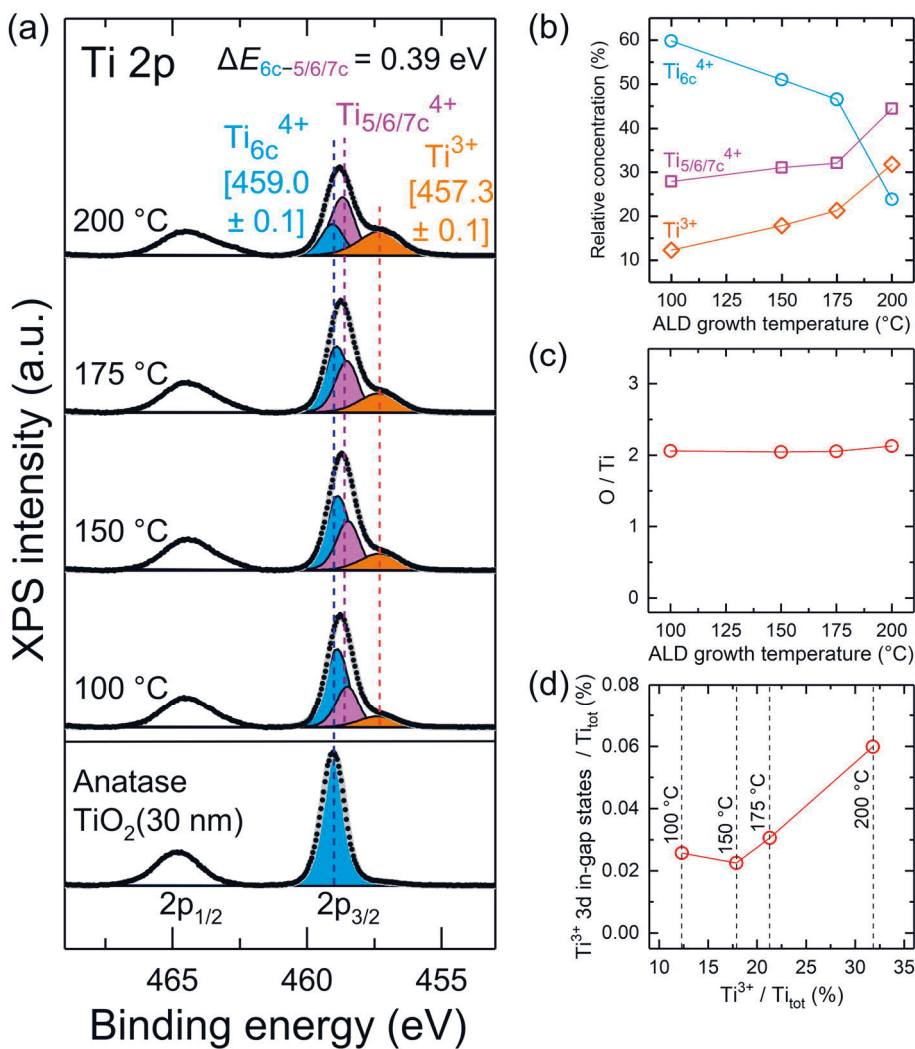 (a)
Ti 2p
ΔE6c−5/6/7c = 0.39 eV
Ti6c4+
[459.0
± 0.1]
Ti5/6/7c4+
Ti3+
[457.3
± 0.1]
200 °C
175 °C
150 °C
100 °C
Anatase
TiO2(30 nm)
2p1/2
2p3/2
465
460
455
Binding energy (eV)
XPS intensity (a.u.)
(b)
60
50
40
30
20
10
Relative concentration (%)
Ti6c4+
Ti5/6/7c4+
Ti3+
100 125 150 175 200
ALD growth temperature (°C)
(c)
3
2
1
0
O / Ti
100 125 150 175 200
ALD growth temperature (°C)
(d)
0.08
0.06
0.04
0.02
0.00
Ti3+ 3d in-gap states / Titot (%)
100 °C
150 °C
175 °C
200 °C
10 15 20 25 30 35
Ti3+ / Titot (%)